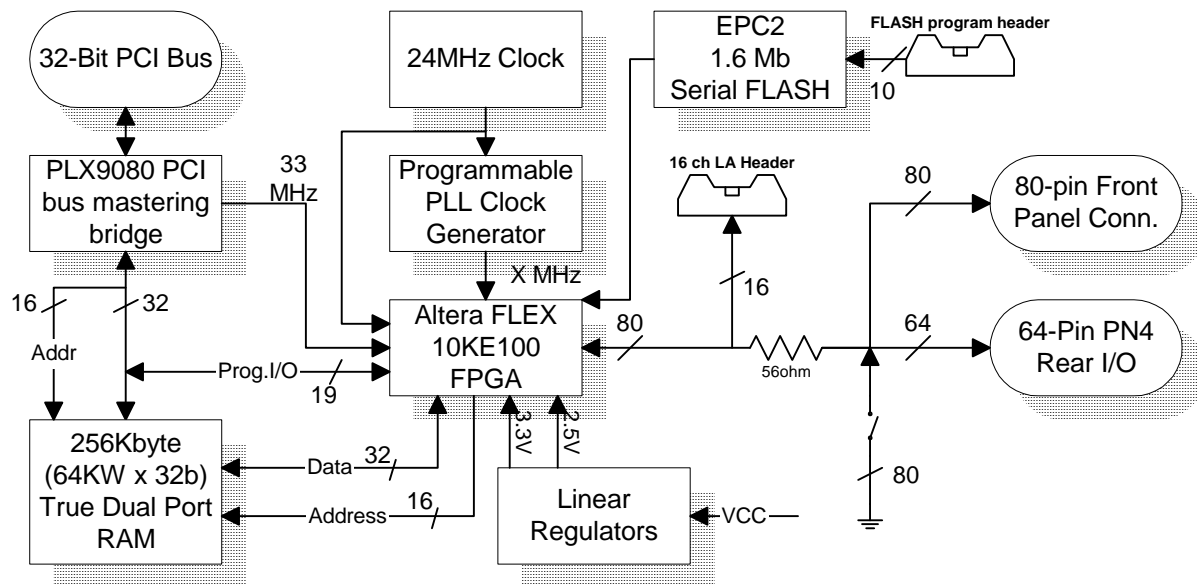 32-Bit PCI Bus
24MHz Clock
EPC2
1.6 Mb
Serial FLASH
FLASH program header
10
PLX9080 PCI
bus mastering
bridge
33
MHz
Programmable
PLL Clock
Generator
16 ch LA Header
80
80-pin Front
Panel Conn.
X MHz
16
32
Addr
16
Altera FLEX
10KE100
FPGA
80
56ohm
64
64-Pin PN4
Rear I/O
Prog.I/O
19
3.3V
2.5V
256Kbyte
(64KW x 32b)
True Dual Port
RAM
Data
32
Address
16
Linear
Regulators
VCC
80